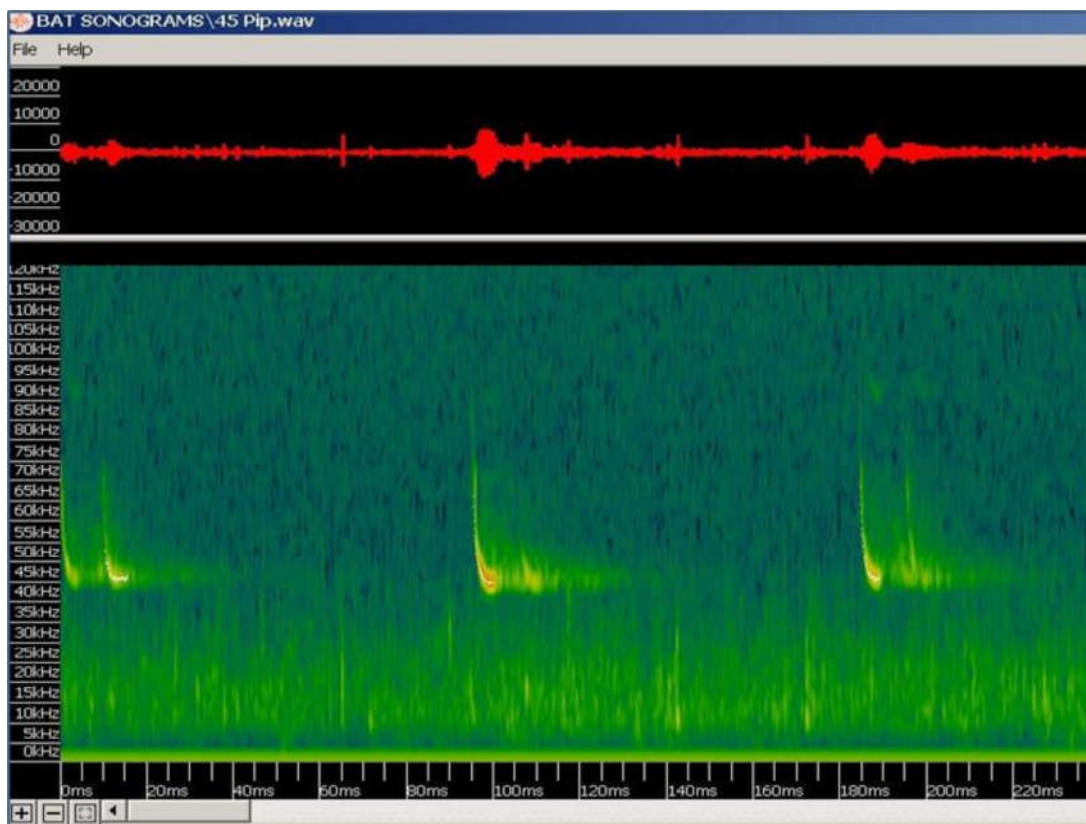 BAT SONOGRAMS\45 Pip.wav
File Help
20000
10000
0
-10000
-20000
-30000
120kHz
115kHz
110kHz
105kHz
100kHz
95kHz
90kHz
85kHz
80kHz
75kHz
70kHz
65kHz
60kHz
55kHz
50kHz
45kHz
40kHz
35kHz
30kHz
25kHz
20kHz
15kHz
10kHz
5kHz
0kHz
0ms 20ms 40ms 60ms 80ms 100ms 120ms 140ms 160ms 180ms 200ms 220ms